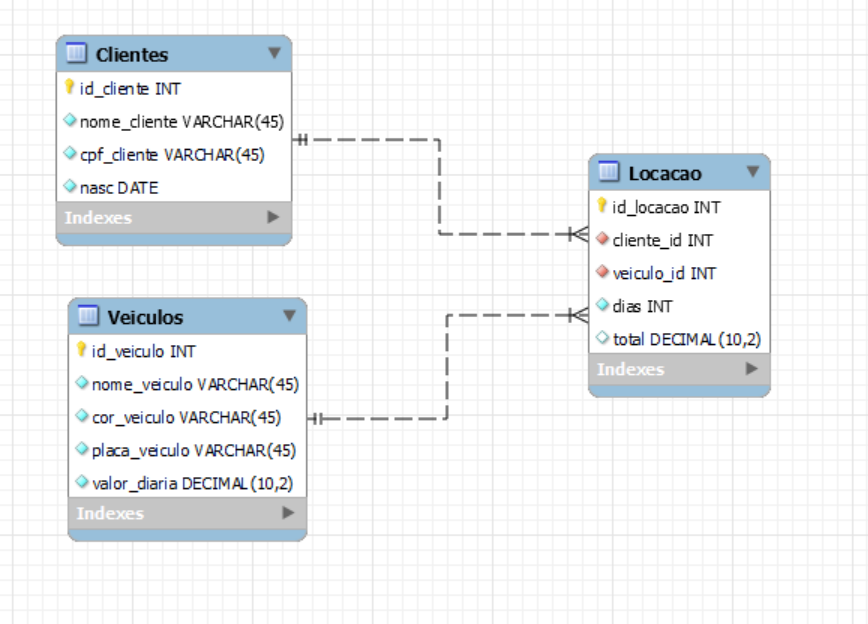 Clientes
id_cliente INT
nome_cliente VARCHAR(45)
cpf_cliente VARCHAR(45)
nasc DATE
Indexes
Veiculos
id_veiculo INT
nome_veiculo VARCHAR(45)
cor_veiculo VARCHAR(45)
placa_veiculo VARCHAR(45)
valor_diaria DECIMAL(10,2)
Indexes
Locacao
id_locacao INT
cliente_id INT
veiculo_id INT
dias INT
total DECIMAL(10,2)
Indexes